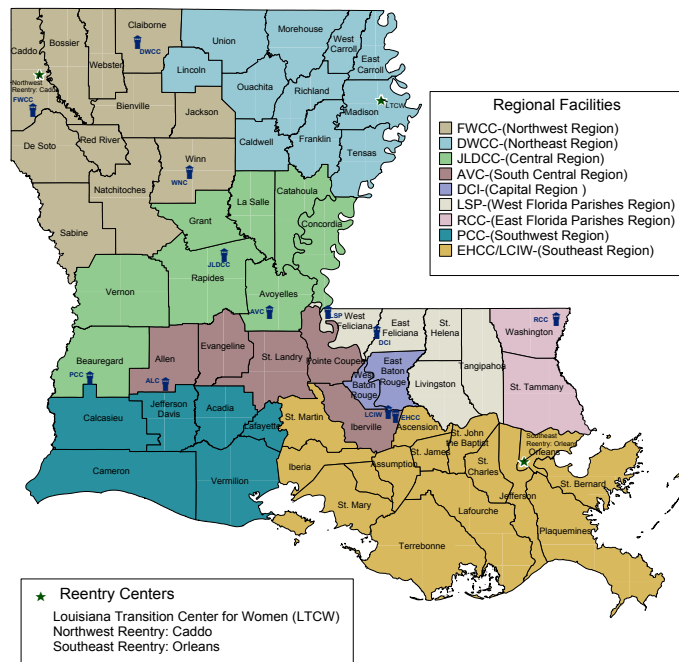 Claiborne
Union
Morehouse
West
Carroll
East
Carroll
Caddo
Bossier
Webster
DWCC
Lincoln
Ouachita
Richland
Madison
LTCW
Northwest
Reentry: Caddo
FWCC
Bienville
Jackson
De Soto
Red River
Caldwell
Franklin
Tensas
Winn
WNC
Natchitoches
Sabine
Grant
La Salle
Catahoula
Concordia
JLDCC
Rapides
Vernon
Avoyelles
AVC
Regional Facilities
FWCC-(Northwest Region)
DWCC-(Northeast Region)
JLDCC-(Central Region)
AVC-(South Central Region)
DCI-(Capital Region )
LSP-(West Florida Parishes Region)
RCC-(East Florida Parishes Region)
PCC-(Southwest Region)
EHCC/LCIW-(Southeast Region)
LSP
West
Feliciana
East
Feliciana
DCI
St.
Helena
RCC
Washington
Beauregard
PCC
Allen
ALC
Evangeline
St. Landry
Pointe Coupee
West
Baton
Rouge
East
Baton
Rouge
Livingston
Tangipahoa
St. Tammany
Calcasieu
Jefferson
Davis
Acadia
Lafayette
St. Martin
Iberville
LCIW
EHCC
Ascension
St. John
the Baptist
Southeast
Reentry: Orleans
Orleans
Cameron
Vermilion
Iberia
Assumption
St. James
St.
Charles
St. Bernard
St. Mary
Jefferson
Lafourche
Plaquemines
Terrebonne
Reentry Centers
Louisiana Transition Center for Women (LTCW)
Northwest Reentry: Caddo
Southeast Reentry: Orleans